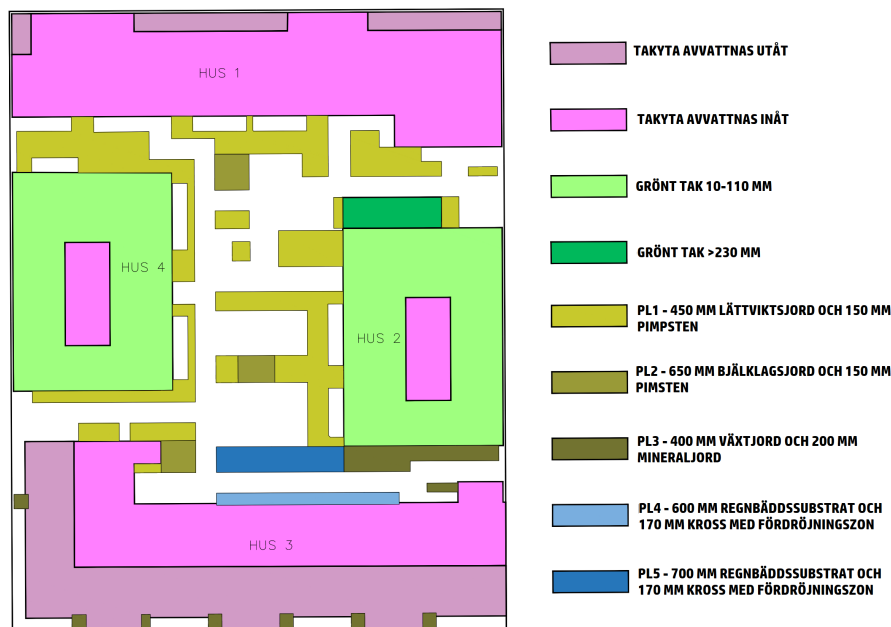 HUS 1
HUS 4
HUS 2
HUS 3
TAKYTA AVVATTNAS UTÅT
TAKYTA AVVATTNAS INÅT
GRÖNT TAK 10-110 MM
GRÖNT TAK >230 MM
PL1 - 450 MM LÄTTVIKTSJORD OCH 150 MM
PIMPSTEN
PL2 - 650 MM BJÄLKLAGSJORD OCH 150 MM
PIMSTEN
PL3 - 400 MM VÄXTJORD OCH 200 MM
MINERALJORD
PL4 - 600 MM REGNBÄDDSSUBSTRAT OCH
170 MM KROSS MED FÖRDRÖJNINGSZON
PL5 - 700 MM REGNBÄDDSSUBSTRAT OCH
170 MM KROSS MED FÖRDRÖJNINGSZON